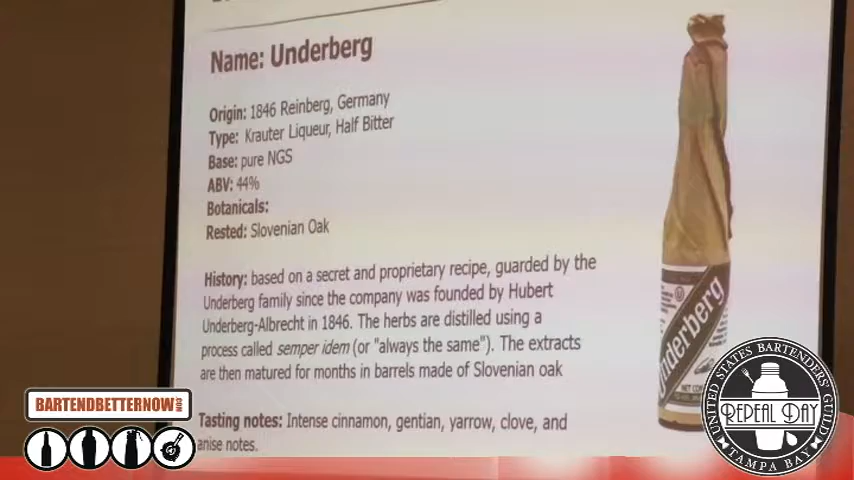 Name: Underberg
Origin: 1846 Reinberg, Germany
Type: Krauter Liqueur, Half Bitter
Base: pure NGS
ABV: 44%
Botanicals:
Rested: Slovenian Oak
History: based on a secret and proprietary recipe, guarded by the
Underberg family since the company was founded by Hubert
Underberg-Albrecht in 1846. The herbs are distilled using a
process called semper idem (or "always the same"). The extracts
are then matured for months in barrels made of Slovenian oak
Tasting notes: Intense cinnamon, gentian, yarrow, clove, and
anise notes.
Underberg
NET CO
BARTENDBETTERNOW.COM
UNITED STATES BARTENDERS' GUILD
REPEAL DAY
TAMPA BAY